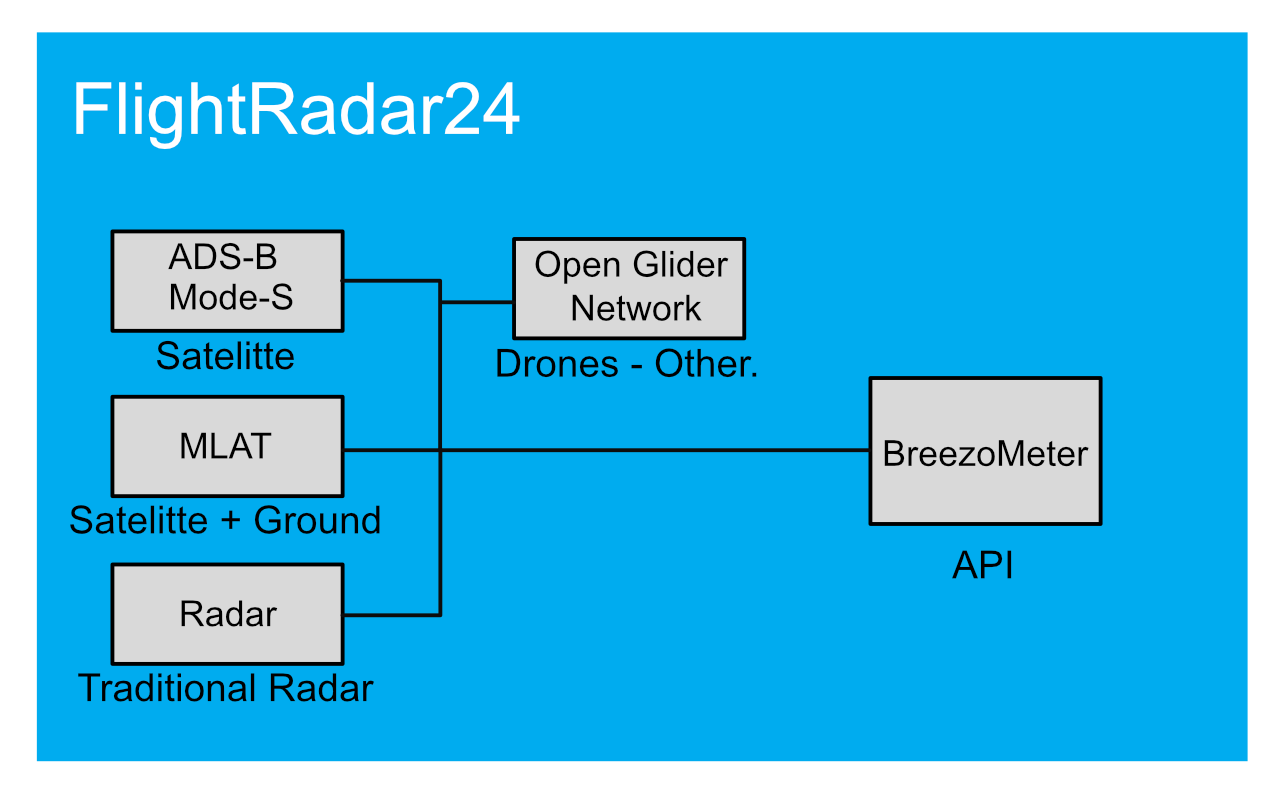 FlightRadar24
ADS-B
Mode-S
Satelitte
Open Glider
Network
Drones - Other.
MLAT
Satelitte + Ground
BreezoMeter
API
Radar
Traditional Radar